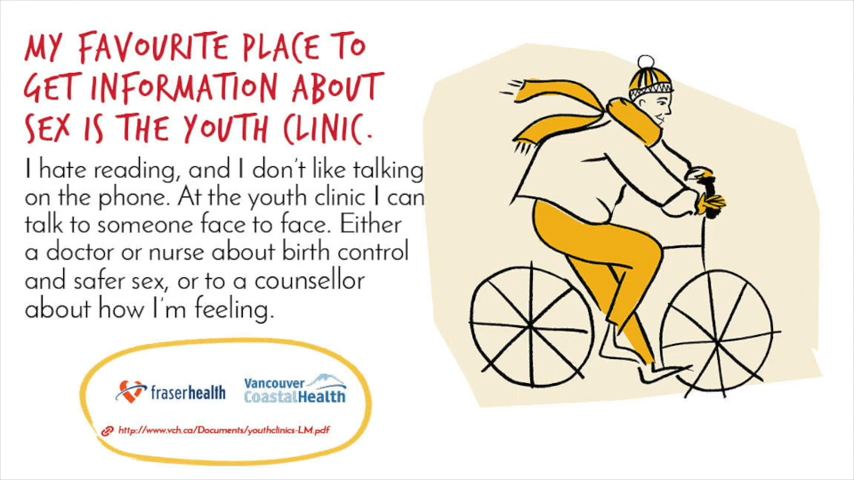 MY FAVOURITE PLACE TO
GET INFORMATION ABOUT
SEX IS THE YOUTH CLINIC.
I hate reading, and I don't like talking
on the phone. At the youth clinic I can
talk to someone face to face. Either
a doctor or nurse about birth control
and safer sex, or to a counsellor
about how I'm feeling.
fraserhealth
Vancouver
CoastalHealth
http://www.vch.ca/Documents/youthclinics-LM.pdf